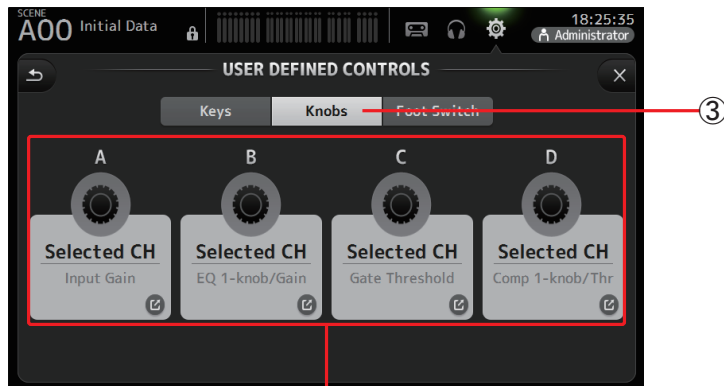 SCENE
A00 Initial Data
18:25:35
Administrator
USER DEFINED CONTROLS
Keys Knobs Foot Switch
③
A B C D
Selected CH Selected CH Selected CH Selected CH
Input Gain EQ 1-knob/Gain Gate Threshold Comp 1-knob/Thr